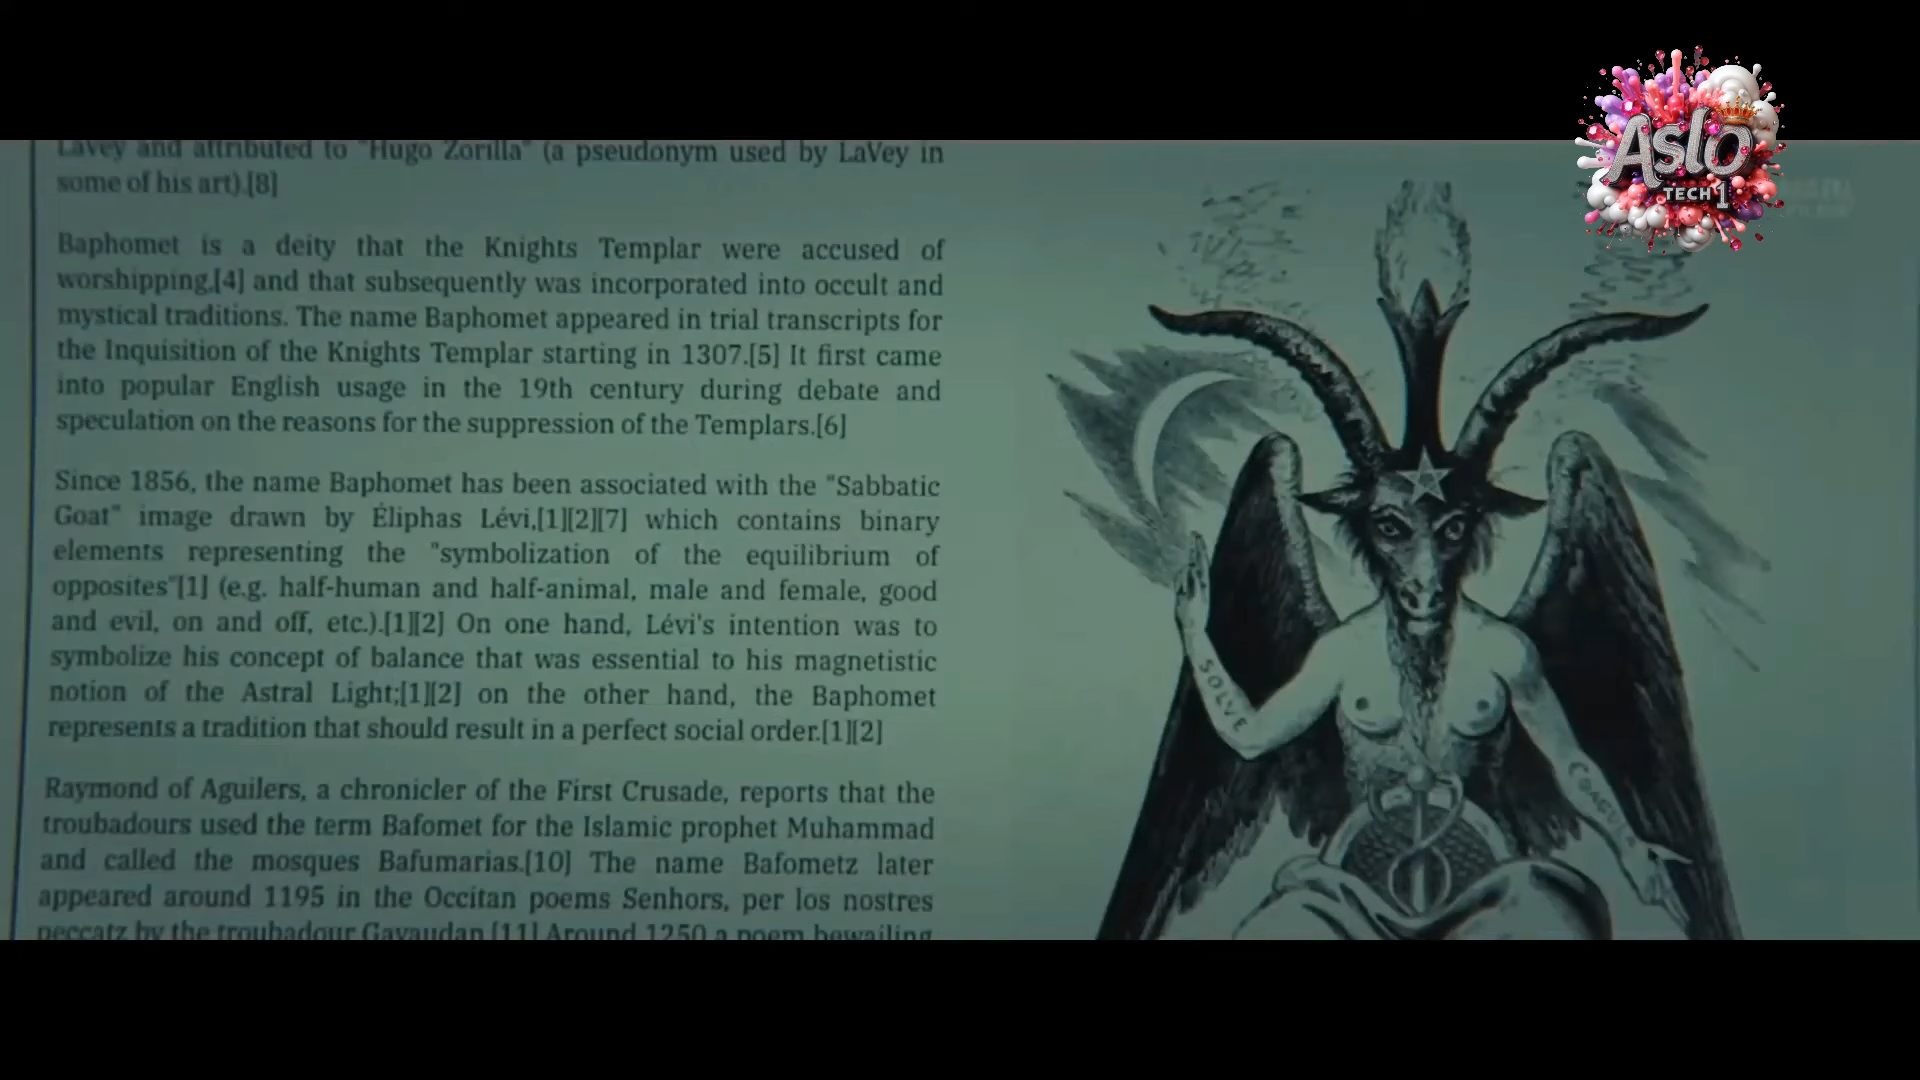 LaVey and attributed to "Hugo Zorilla" (a pseudonym used by LaVey in
some of his art).[8]
Baphomet is a deity that the Knights Templar were accused of
worshipping,[4] and that subsequently was incorporated into occult and
mystical traditions. The name Baphomet appeared in trial transcripts for
the Inquisition of the Knights Templar starting in 1307.[5] It first came
into popular English usage in the 19th century during debate and
speculation on the reasons for the suppression of the Templars.[6]
Since 1856, the name Baphomet has been associated with the "Sabbatic
Goat" image drawn by Éliphas Lévi,[1][2][7] which contains binary
elements representing the "symbolization of the equilibrium of
opposites"[1] (e.g. half-human and half-animal, male and female, good
and evil, on and off, etc.).[1][2] On one hand, Lévi's intention was to
symbolize his concept of balance that was essential to his magnetistic
notion of the Astral Light;[1][2] on the other hand, the Baphomet
represents a tradition that should result in a perfect social order.[1][2]
Raymond of Aguilers, a chronicler of the First Crusade, reports that the
troubadours used the term Bafomet for the Islamic prophet Muhammad
and called the mosques Bafumarias.[10] The name Bafometz later
appeared around 1195 in the Occitan poems Senhors, per los nostres
peccatz by the troubadour Gavaudan.[11] Around 1250 a poem bewailing
Aslo
TECH 1
SOLVE
COAGULA